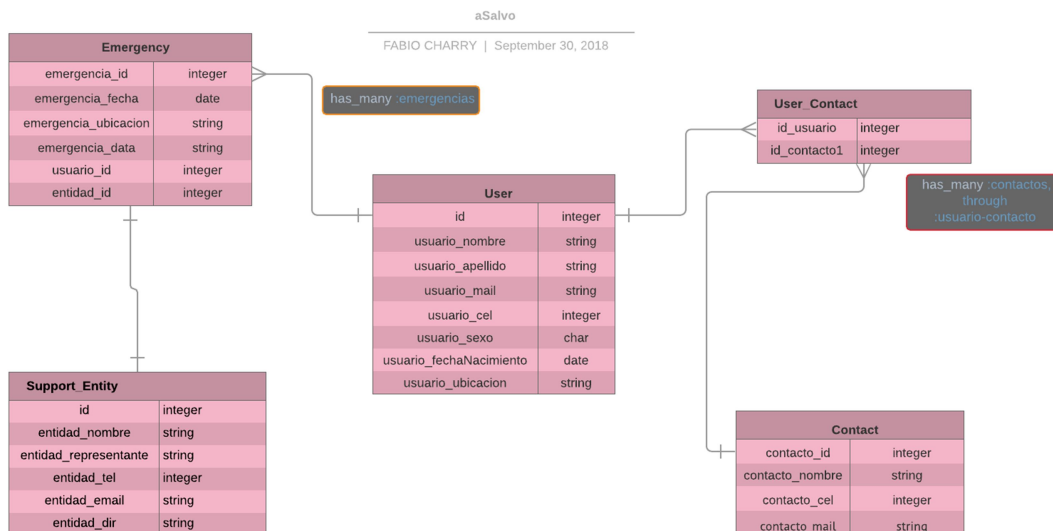 aSalvo
FABIO CHARRY | September 30, 2018
Emergency
emergencia_id integer
emergencia_fecha date
emergencia_ubicacion string
emergencia_data string
usuario_id integer
entidad_id integer
has_many :emergencias
User_Contact
id_usuario integer
id_contacto1 integer
has_many :contactos,
through
:usuario-contacto
User
id integer
usuario_nombre string
usuario_apellido string
usuario_mail string
usuario_cel integer
usuario_sexo char
usuario_fechaNacimiento date
usuario_ubicacion string
Support_Entity
id integer
entidad_nombre string
entidad_representante string
entidad_tel integer
entidad_email string
entidad_dir string
Contact
contacto_id integer
contacto_nombre string
contacto_cel integer
contacto_mail string